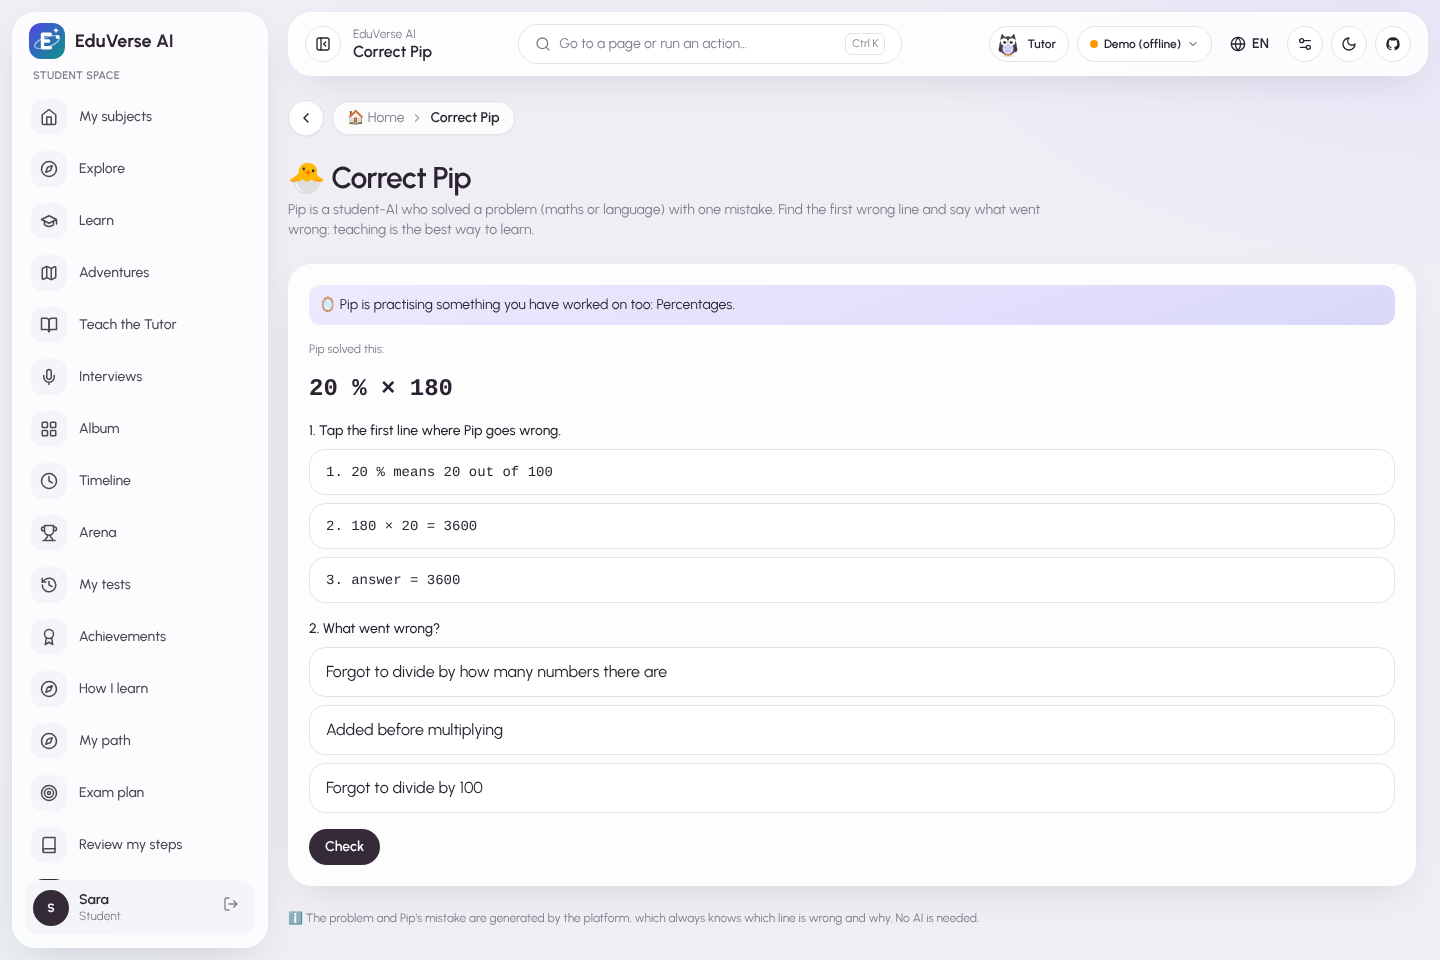 EduVerse AI
STUDENT SPACE
My subjects
Explore
Learn
Adventures
Teach the Tutor
Interviews
Album
Timeline
Arena
My tests
Achievements
How I learn
My path
Exam plan
Review my steps
S
Sara
Student
EduVerse AI
Correct Pip
Go to a page or run an action...
Ctrl K
Tutor
Demo (offline)
EN
Home > Correct Pip
Correct Pip
Pip is a student-AI who solved a problem (maths or language) with one mistake. Find the first wrong line and say what went
wrong: teaching is the best way to learn.
Pip is practising something you have worked on too: Percentages.
Pip solved this:
20 % × 180
1. Tap the first line where Pip goes wrong.
1. 20 % means 20 out of 100
2. 180 × 20 = 3600
3. answer = 3600
2. What went wrong?
Forgot to divide by how many numbers there are
Added before multiplying
Forgot to divide by 100
Check
The problem and Pip's mistake are generated by the platform, which always knows which line is wrong and why. No AI is needed.